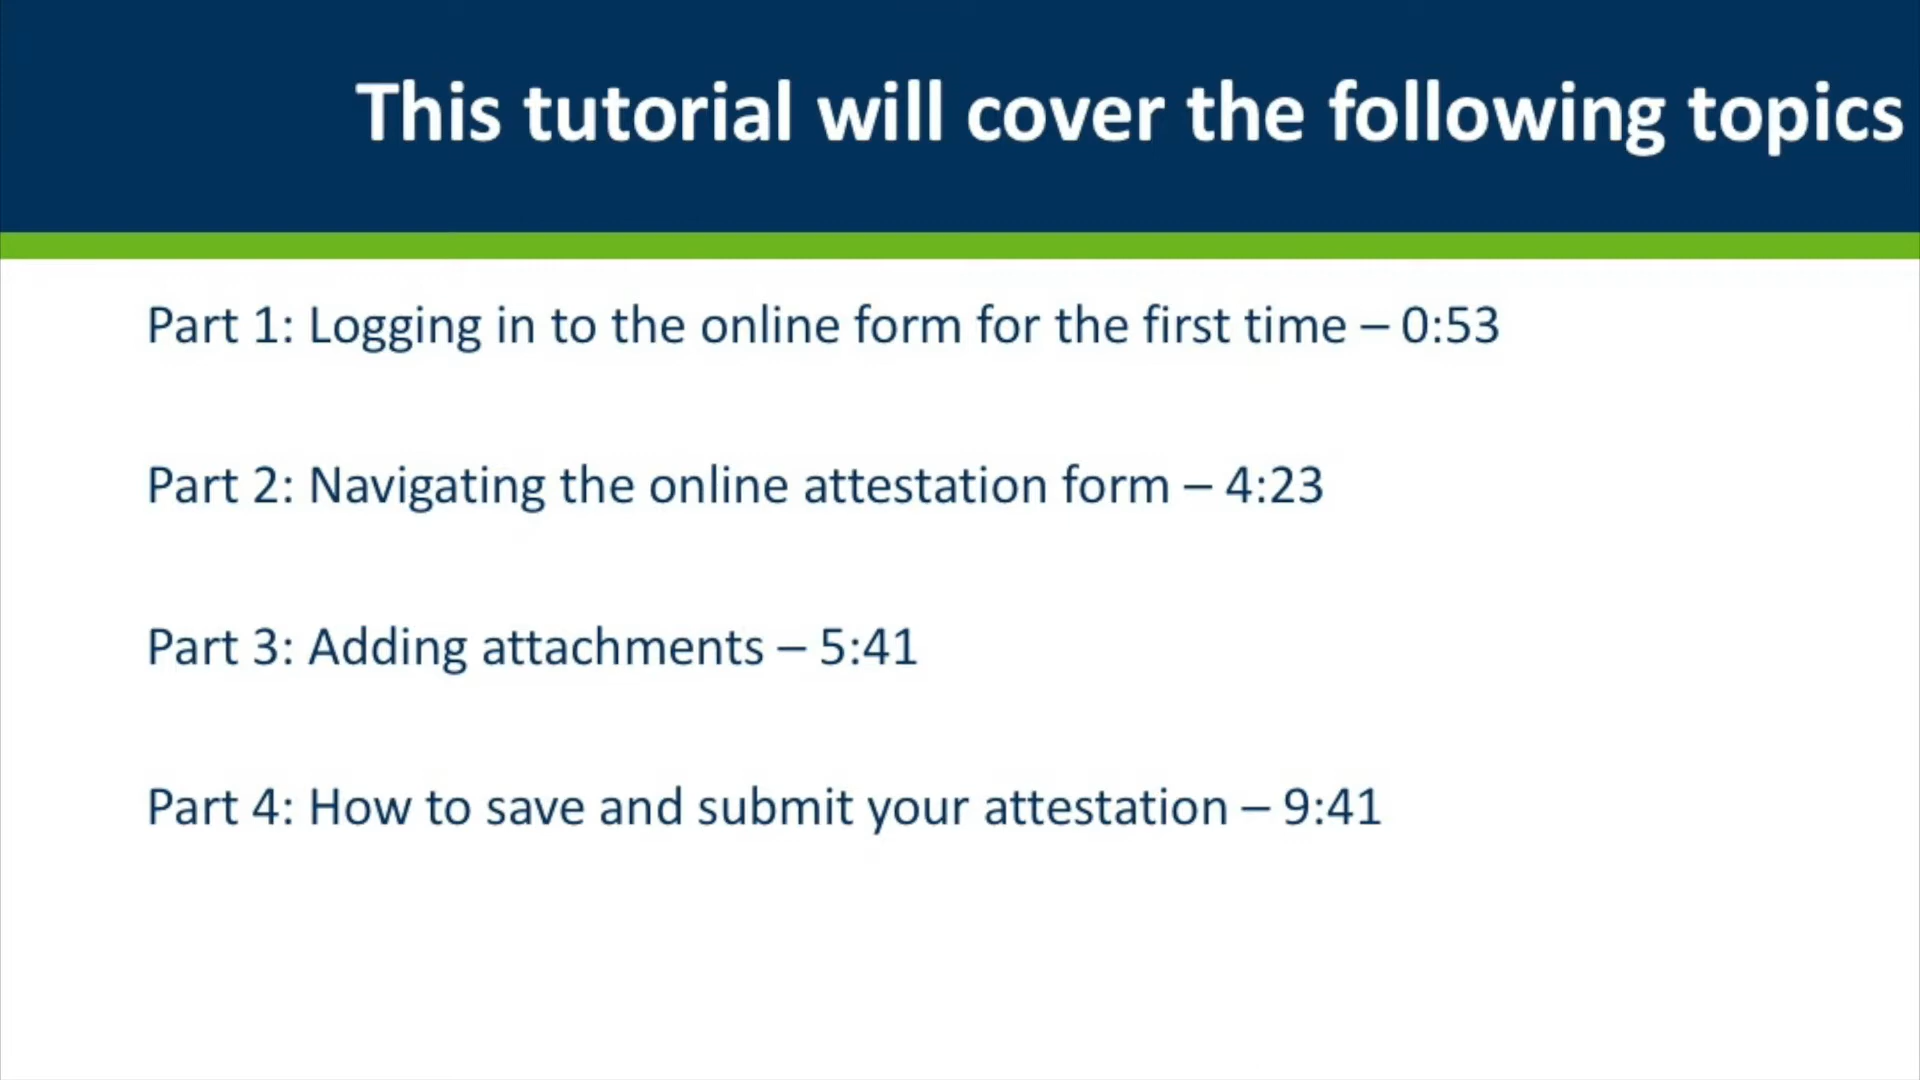 This tutorial will cover the following topics
Part 1: Logging in to the online form for the first time – 0:53
Part 2: Navigating the online attestation form – 4:23
Part 3: Adding attachments – 5:41
Part 4: How to save and submit your attestation – 9:41